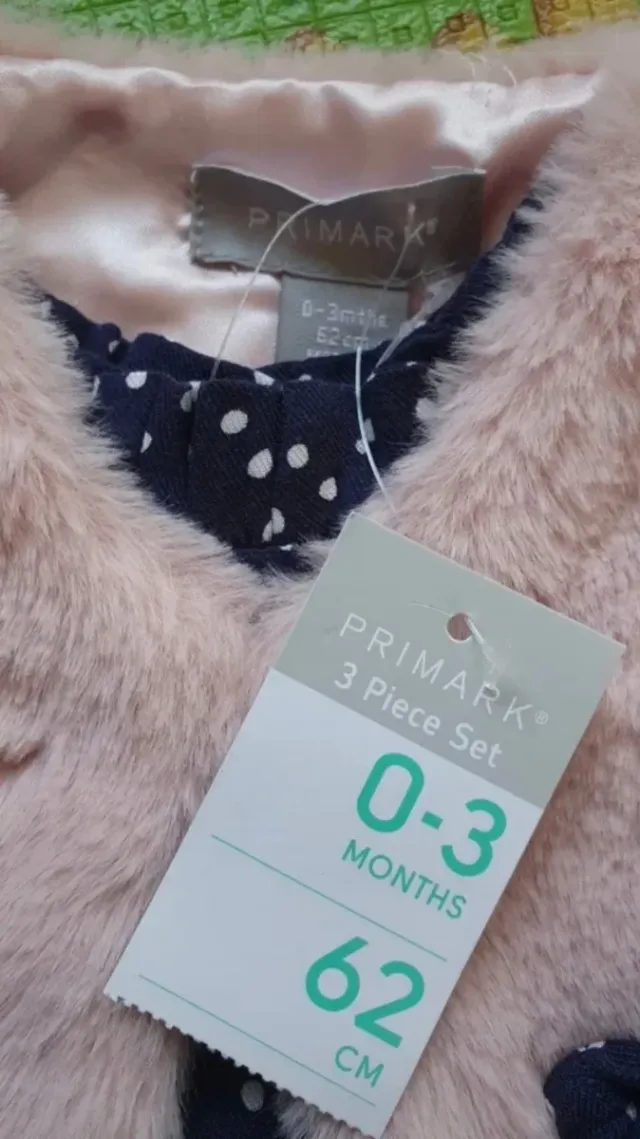 PRIMARK®
0-3mths
62cm
PRIMARK®
3 Piece Set
0-3
MONTHS
62
CM